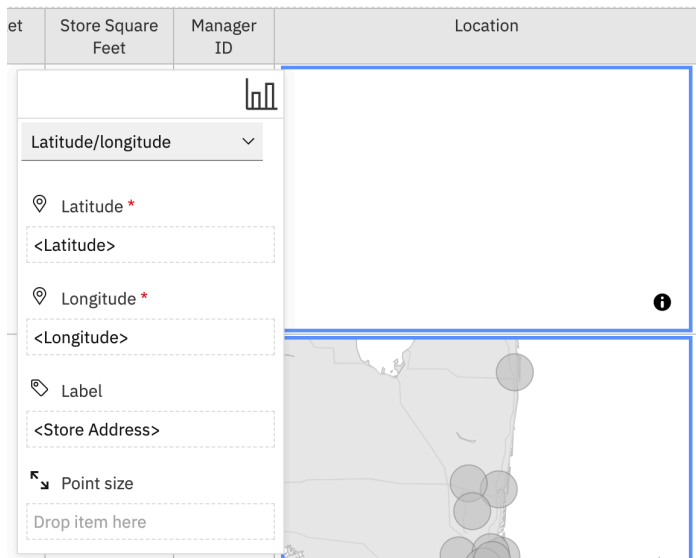 et
Store Square
Feet
Manager
ID
Location
Latitude/longitude
Latitude *
<Latitude>
Longitude *
<Longitude>
Label
<Store Address>
Point size
Drop item here